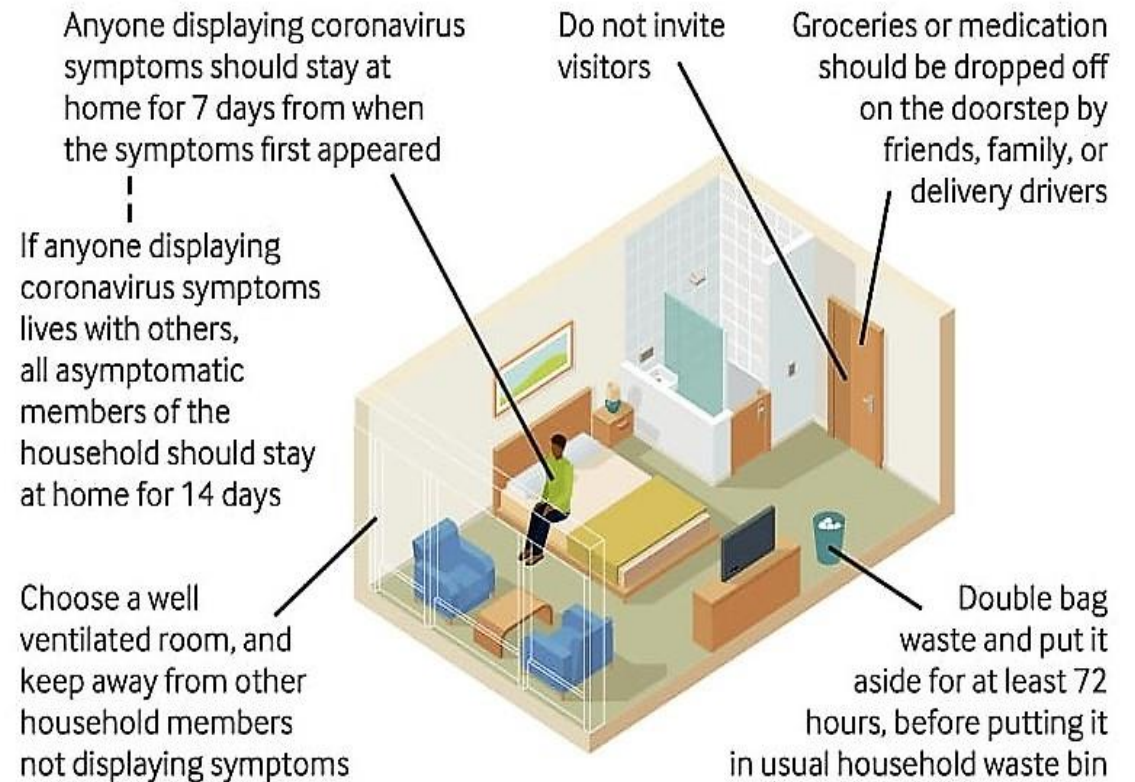 Anyone displaying coronavirus
symptoms should stay at
home for 7 days from when
the symptoms first appeared
If anyone displaying
coronavirus symptoms
lives with others,
all asymptomatic
members of the
household should stay
at home for 14 days
Choose a well
ventilated room, and
keep away from other
household members
not displaying symptoms
Do not invite
visitors
Groceries or medication
should be dropped off
on the doorstep by
friends, family, or
delivery drivers
Double bag
waste and put it
aside for at least 72
hours, before putting it
in usual household waste bin